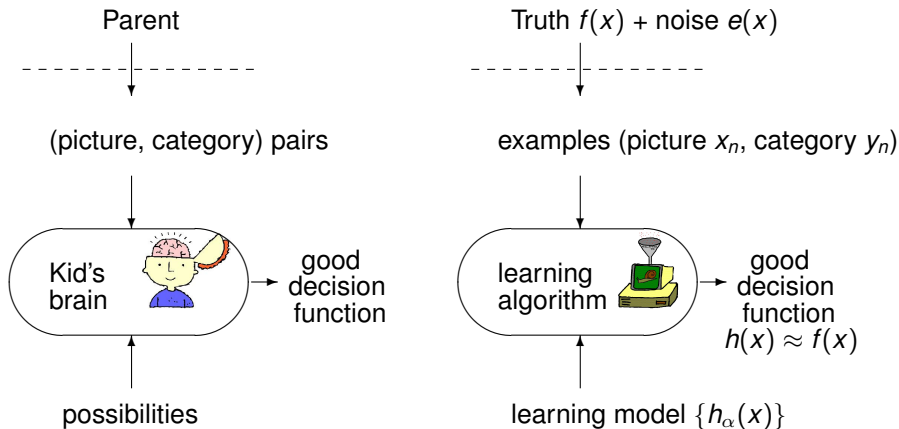 Parent
(picture, category) pairs
Kid's
brain
good
decision
function
possibilities
Truth f(x) + noise e(x)
examples (picture xₙ, category yₙ)
learning
algorithm
good
decision
function
h(x) ≈ f(x)
learning model {hα(x)}